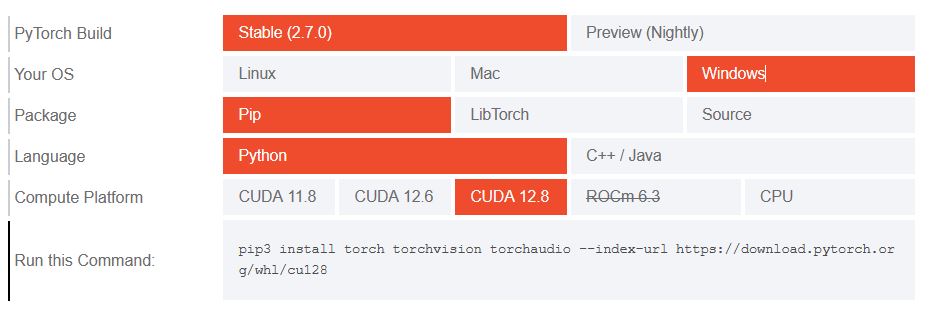 PyTorch Build Stable (2.7.0) Preview (Nightly)
Your OS Linux Mac Windows
Package Pip LibTorch Source
Language Python C++ / Java
Compute Platform CUDA 11.8 CUDA 12.6 CUDA 12.8 ROCm 6.3 CPU
Run this Command: pip3 install torch torchvision torchaudio --index-url https://download.pytorch.or
g/whl/cu128